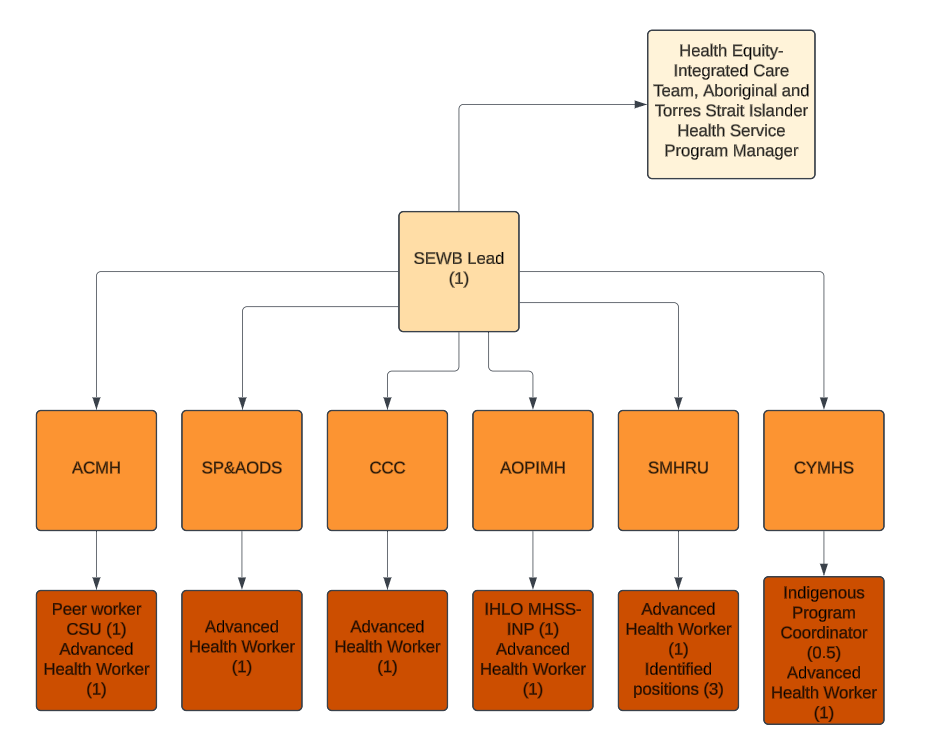 Health Equity-
Integrated Care
Team, Aboriginal and
Torres Strait Islander
Health Service
Program Manager
SEWB Lead
(1)
ACMH
SP&AODS
CCC
AOPIMH
SMHRU
CYMHS
Peer worker
CSU (1)
Advanced
Health Worker
(1)
Advanced
Health Worker
(1)
Advanced
Health Worker
(1)
IHLO MHSS-
INP (1)
Advanced
Health Worker
(1)
Advanced
Health Worker
(1)
Identified
positions (3)
Indigenous
Program
Coordinator
(0.5)
Advanced
Health Worker
(1)